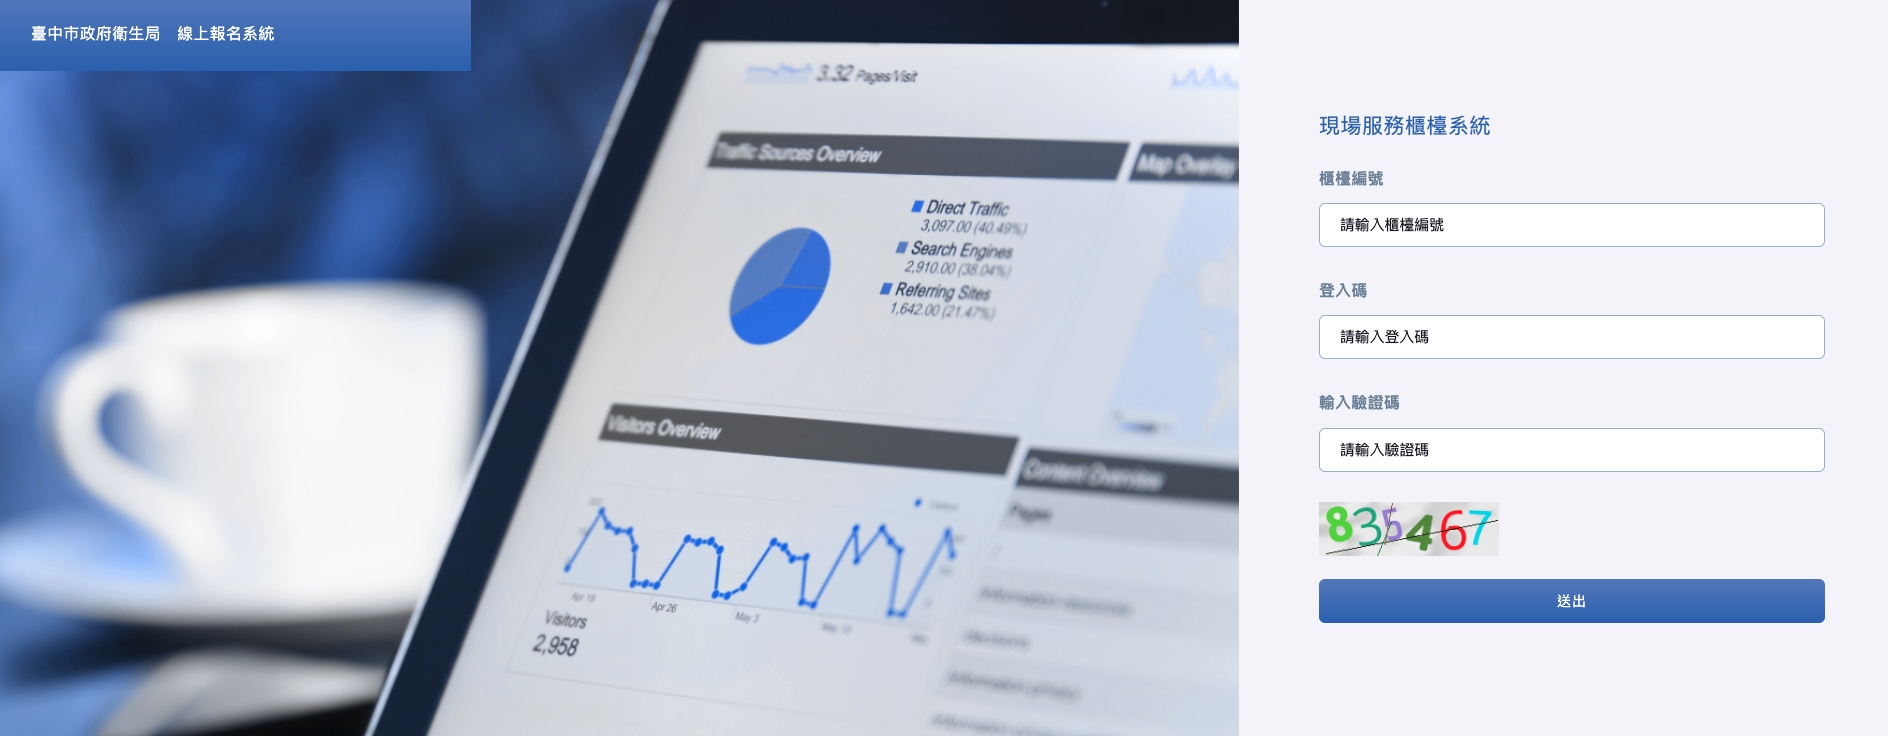 臺中市政府衛生局　線上報名系統
3.32 Pages/Visit
Traffic Sources Overview
Map Overlay
Direct Traffic
3,097.00 (40.49%)
Search Engines
2,910.00 (38.04%)
Referring Sites
1,642.00 (21.47%)
Visitors Overview
Content Overview
Pages
Apr 19
Apr 26
May 3
Visitors
2,958
現場服務櫃檯系統
櫃檯編號
請輸入櫃檯編號
登入碼
請輸入登入碼
輸入驗證碼
請輸入驗證碼
835467
送出